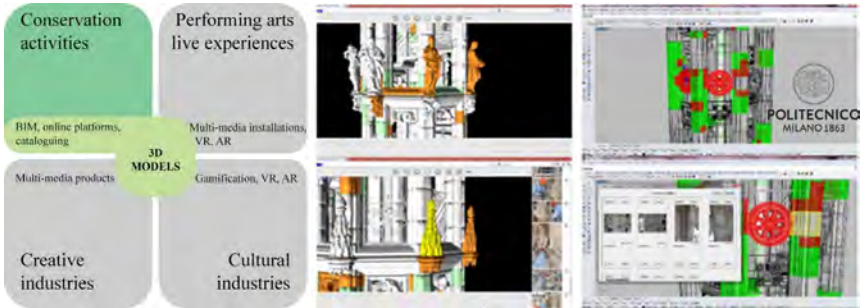 Conservation
activities
Performing arts
live experiences
BIM, online platforms,
cataloguing
Multi-media installations,
VR, AR
3D
MODELS
Multi-media products
Gamification, VR, AR
Creative
industries
Cultural
industries
POLITECNICO
MILANO 1863